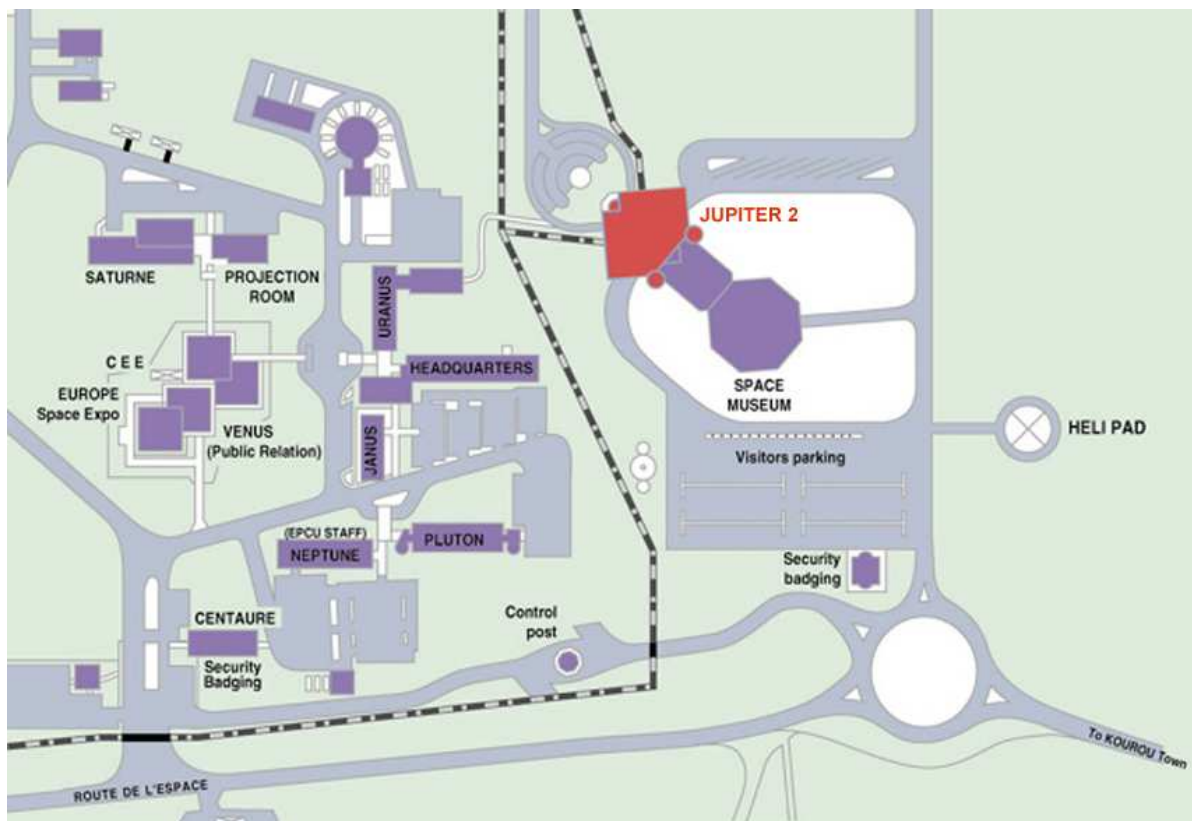 JUPITER 2
SATURNE
PROJECTION
ROOM
URANUS
C E E
HEADQUARTERS
EUROPE
Space Expo
SPACE
MUSEUM
VENUS
(Public Relation)
JANUS
HELI PAD
Visitors parking
(EPCU STAFF)
NEPTUNE
PLUTON
Security
badging
CENTAURE
Control
post
Security
Badging
To KOUROU Town
ROUTE DE L'ESPACE